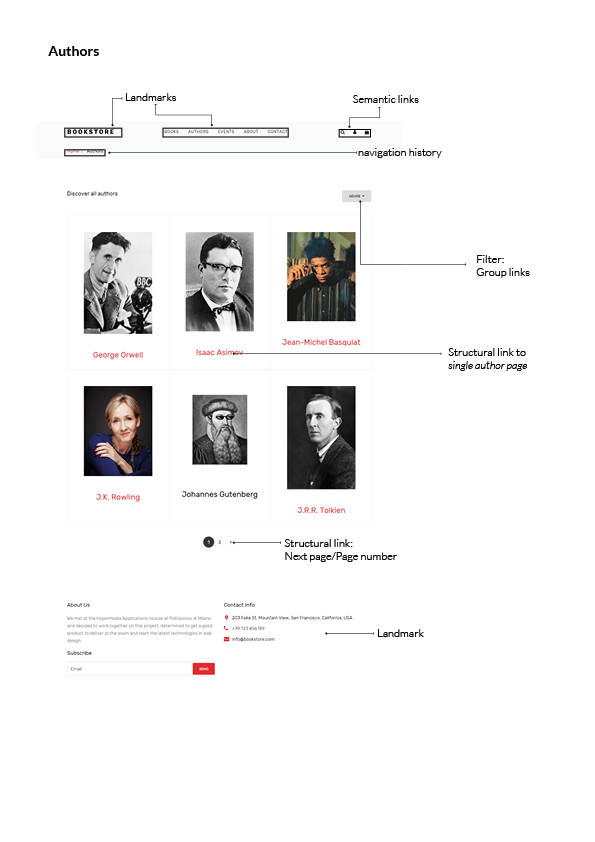 Authors
Landmarks
Semantic links
BOOKSTORE
BOOKS AUTHORS EVENTS ABOUT CONTACT
Home / Authors
navigation history
Discover all authors
GENRE
BBC
Filter:
Group links
George Orwell
Isaac Asimov
Jean-Michel Basquiat
Structural link to
single author page
J.K. Rowling
Johannes Gutenberg
J.R.R. Tolkien
1 2 >
Structural link:
Next page/Page number
About Us
Contact Info
We met at the Hypermedia Applications course at Politecnico di Milano
and decided to work together on this project, determined to get a good
product to deliver at the exam and learn the latest technologies in web
design.
203 Fake St. Mountain View, San Francisco, California, USA
+39 123 456789
info@bookstore.com
Landmark
Subscribe
Email
SEND